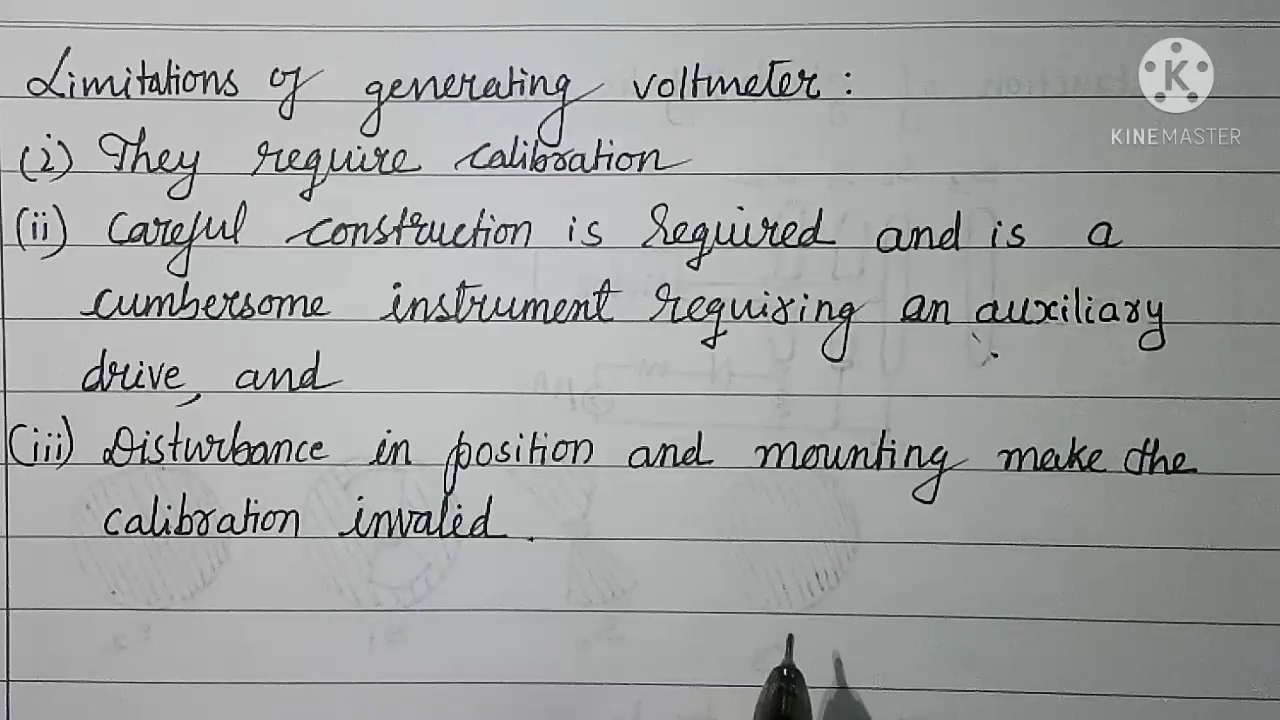 Limitations of generating voltmeter :
(i) They require calibration
(ii) Careful construction is required and is a
cumbersome instrument requiring an auxiliary
drive, and
(iii) Disturbance in position and mounting make the
calibration invalid.
K
KINEMASTER